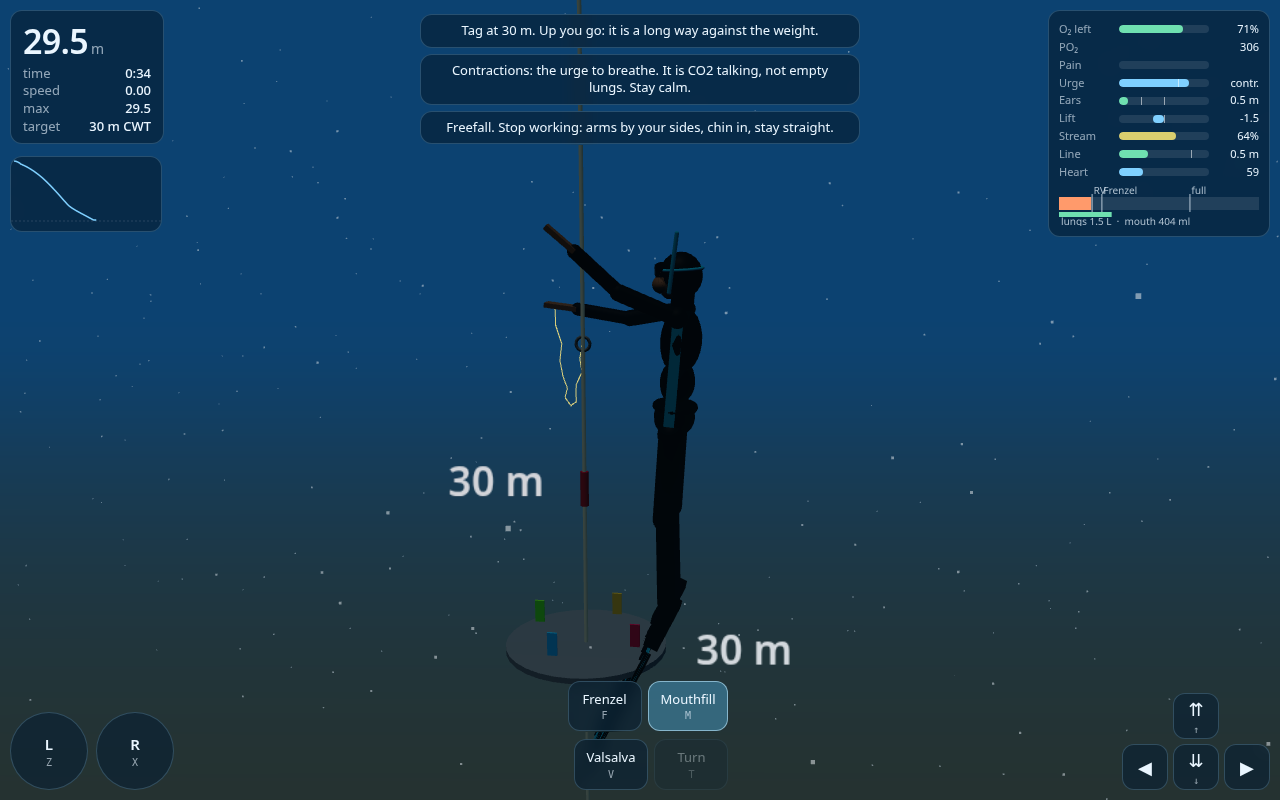 29.5 m
time 0:34
speed 0.00
max 29.5
target 30 m CWT
Tag at 30 m. Up you go: it is a long way against the weight.
Contractions: the urge to breathe. It is CO2 talking, not empty
lungs. Stay calm.
Freefall. Stop working: arms by your sides, chin in, stay straight.
O₂ left 71%
PO₂ 306
Pain
Urge contr.
Ears 0.5 m
Lift -1.5
Stream 64%
Line 0.5 m
Heart 59
RV Frenzel full
lungs 1.5 L · mouth 404 ml
30 m
30 m
Frenzel
F
Mouthfill
M
Valsalva
V
Turn
T
L
Z
R
X
⇈
↑
◀
⇊
↓
▶